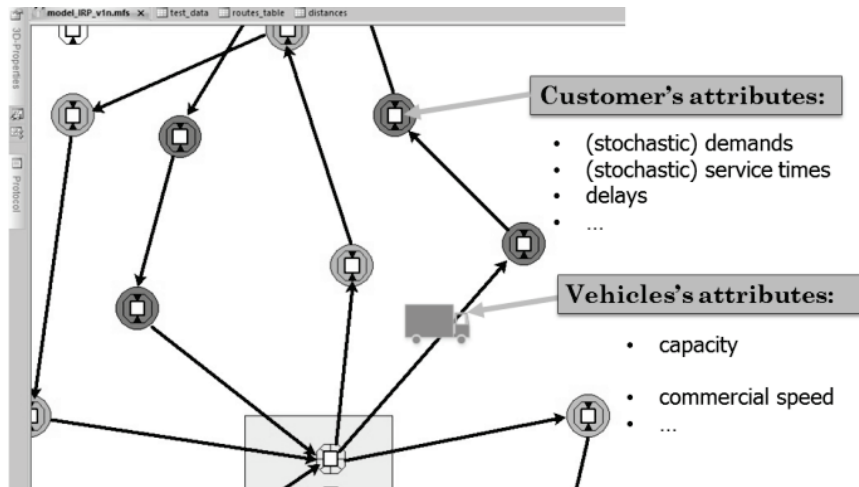 model_IRP_v1n.mfs × test_data routes_table distances
3D-Properties
Protocol
Customer's attributes:
• (stochastic) demands
• (stochastic) service times
• delays
• ...
Vehicles's attributes:
• capacity
• commercial speed
• ...